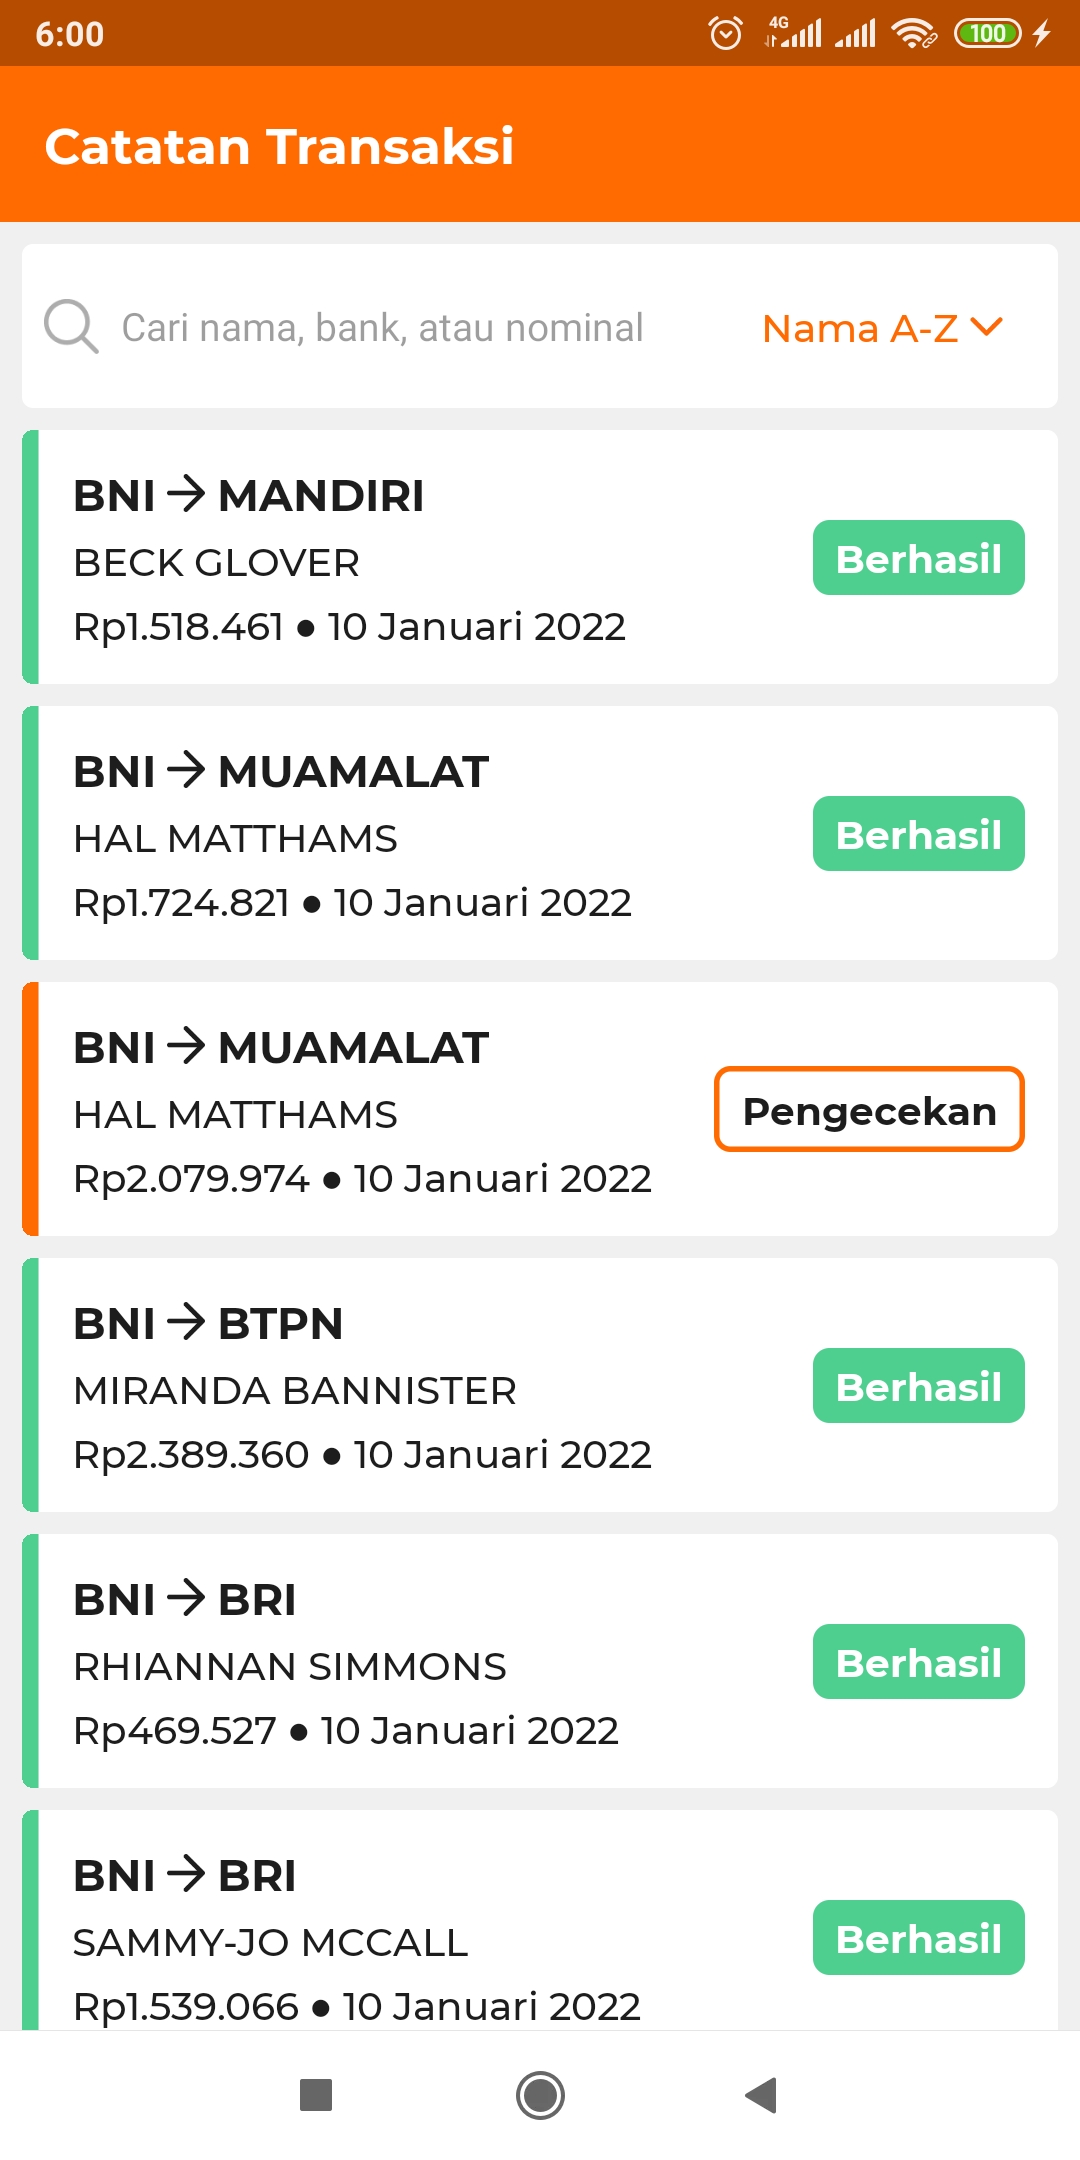 6:00
4G
100
Catatan Transaksi
Cari nama, bank, atau nominal
Nama A-Z
BNI → MANDIRI
BECK GLOVER
Rp1.518.461 ● 10 Januari 2022
Berhasil
BNI → MUAMALAT
HAL MATTHAMS
Rp1.724.821 ● 10 Januari 2022
Berhasil
BNI → MUAMALAT
HAL MATTHAMS
Rp2.079.974 ● 10 Januari 2022
Pengecekan
BNI → BTPN
MIRANDA BANNISTER
Rp2.389.360 ● 10 Januari 2022
Berhasil
BNI → BRI
RHIANNAN SIMMONS
Rp469.527 ● 10 Januari 2022
Berhasil
BNI → BRI
SAMMY-JO MCCALL
Rp1.539.066 ● 10 Januari 2022
Berhasil